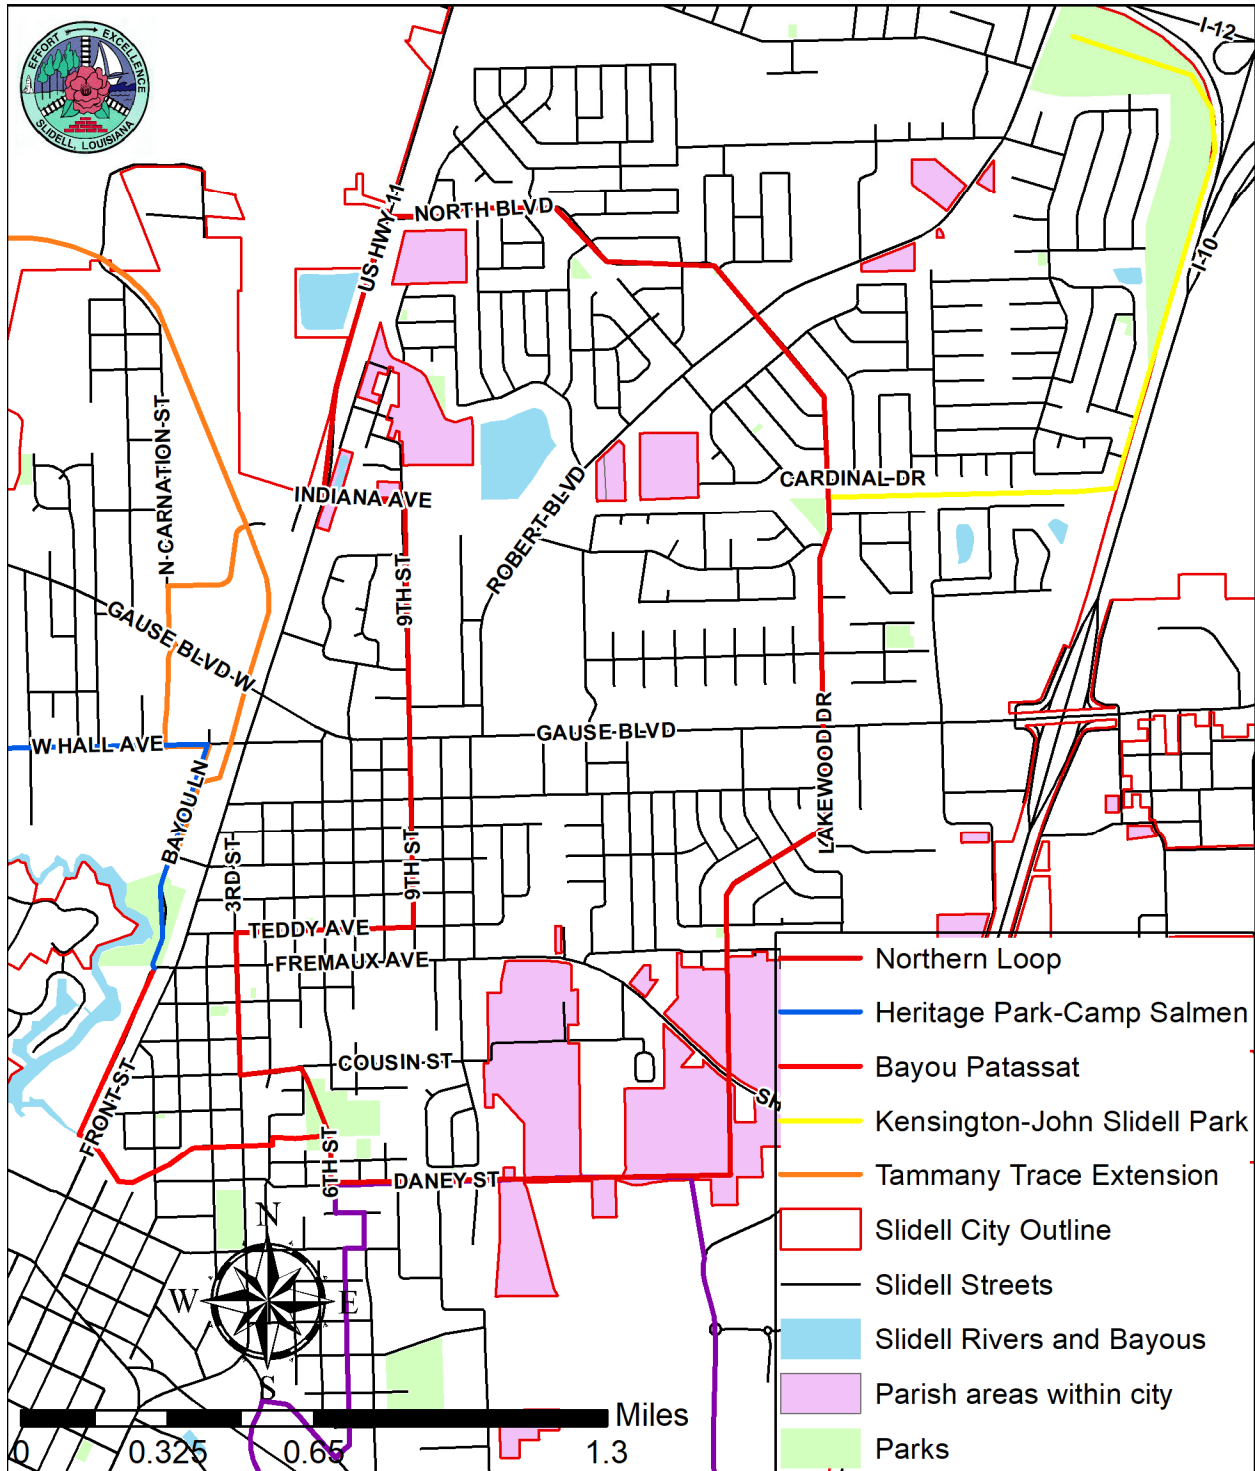 EFFORT EXCELLENCE
SLIDELL, LOUISIANA
I-12
US HWY 11
NORTH BLVD
I-10
N CARNATION ST
INDIANA AVE
CARDINAL DR
ROBERT BLVD
9TH ST
GAUSE BLVD W
W HALL AVE
GAUSE BLVD
LAKEWOOD DR
BAYOU LN
3RD ST
9TH ST
TEDDY AVE
FREMAUX AVE
COUSIN ST
FRONT ST
6TH ST
DANEY ST
N
W
E
S
Miles
0
0.325
0.65
1.3
Northern Loop
Heritage Park-Camp Salmen
Bayou Patassat
Kensington-John Slidell Park
Tammany Trace Extension
Slidell City Outline
Slidell Streets
Slidell Rivers and Bayous
Parish areas within city
Parks